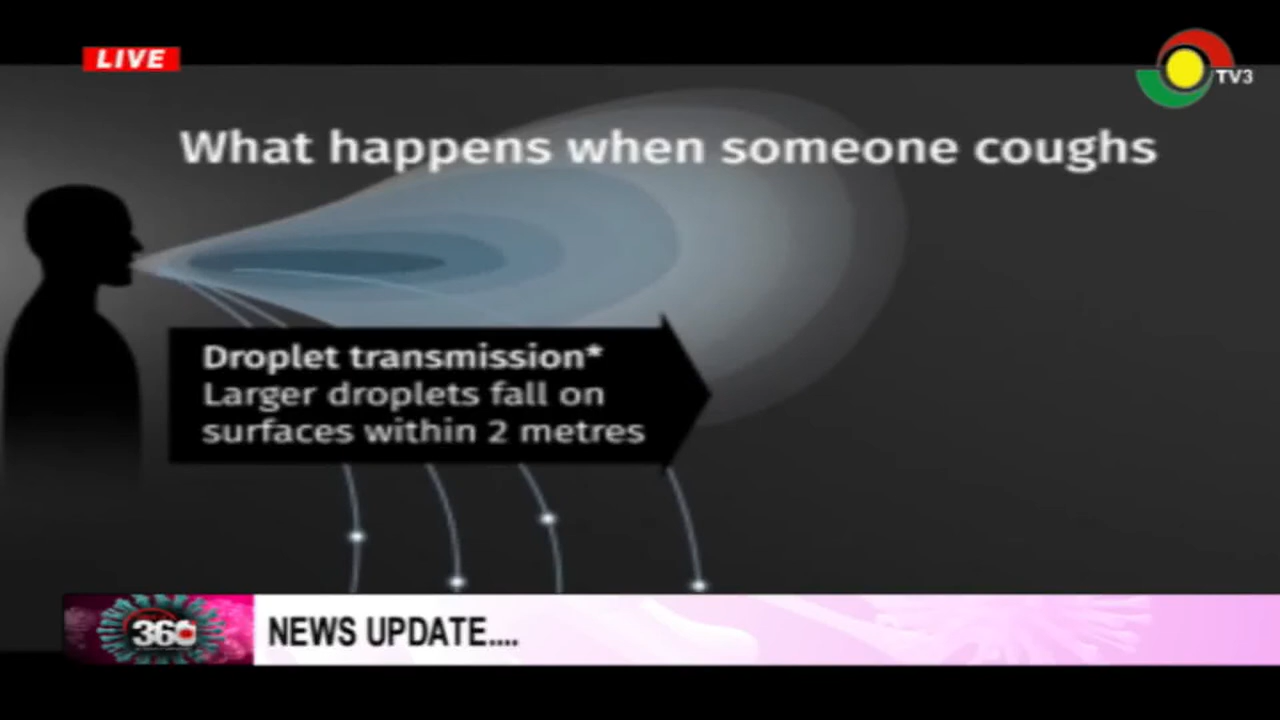 LIVE
TV3
What happens when someone coughs
Droplet transmission*
Larger droplets fall on
surfaces within 2 metres
360
NEWS UPDATE....